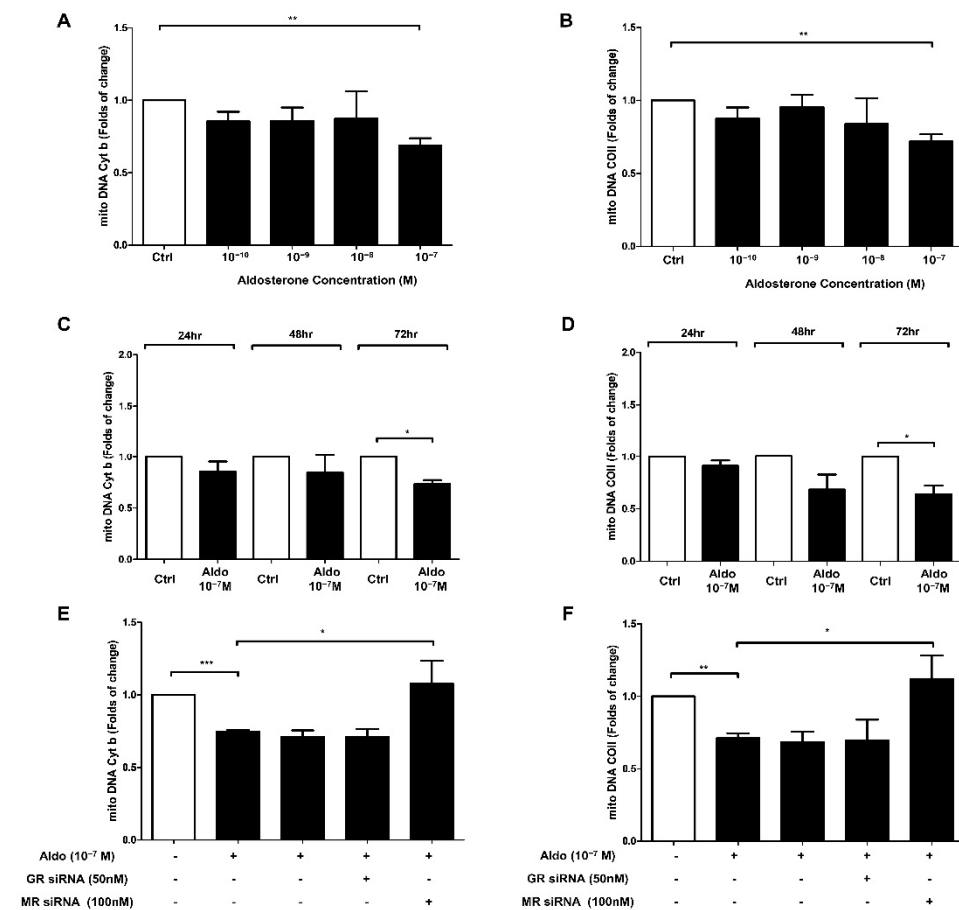 A
1.5
1.0
0.5
0.0
mito DNA Cyt b (Folds of change)
**
Ctrl
10⁻¹⁰
10⁻⁹
10⁻⁸
10⁻⁷
Aldosterone Concentration (M)
B
1.5
1.0
0.5
0.0
mito DNA COII (Folds of change)
**
Ctrl
10⁻¹⁰
10⁻⁹
10⁻⁸
10⁻⁷
Aldosterone Concentration (M)
C
24hr
48hr
72hr
2.0
1.5
1.0
0.5
0.0
mito DNA Cyt b (Folds of change)
*
Ctrl
Aldo
10⁻⁷M
Ctrl
Aldo
10⁻⁷M
Ctrl
Aldo
10⁻⁷M
D
24hr
48hr
72hr
2.0
1.5
1.0
0.5
0.0
mito DNA COII (Folds of change)
*
Ctrl
Aldo
10⁻⁷M
Ctrl
Aldo
10⁻⁷M
Ctrl
Aldo
10⁻⁷M
E
1.5
1.0
0.5
0.0
mito DNA Cyt b (Folds of change)
***
*
Aldo (10⁻⁷ M) - + + + +
GR siRNA (50nM) - - - + -
MR siRNA (100nM) - - - - +
F
1.5
1.0
0.5
0.0
mito DNA COII (Folds of change)
**
*
Aldo (10⁻⁷ M) - + + + +
GR siRNA (50nM) - - - + -
MR siRNA (100nM) - - - - +